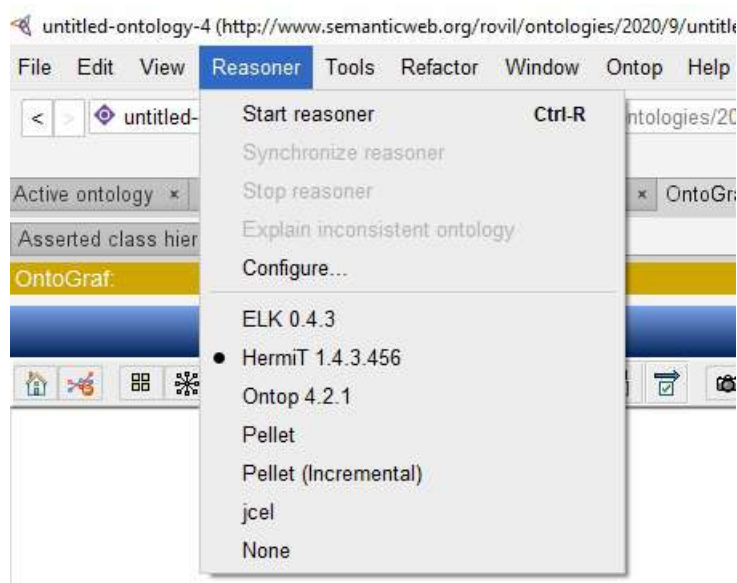 untitled-ontology-4 (http://www.semanticweb.org/rovil/ontologies/2020/9/untitle
File Edit View Reasoner Tools Refactor Window Ontop Help
< > untitled- ntologies/20
Start reasoner Ctrl-R
Synchronize reasoner
Active ontology × Stop reasoner × OntoGra
Explain inconsistent ontology
Asserted class hier
Configure...
OntoGraf:
ELK 0.4.3
HermiT 1.4.3.456
Ontop 4.2.1
Pellet
Pellet (Incremental)
jcel
None